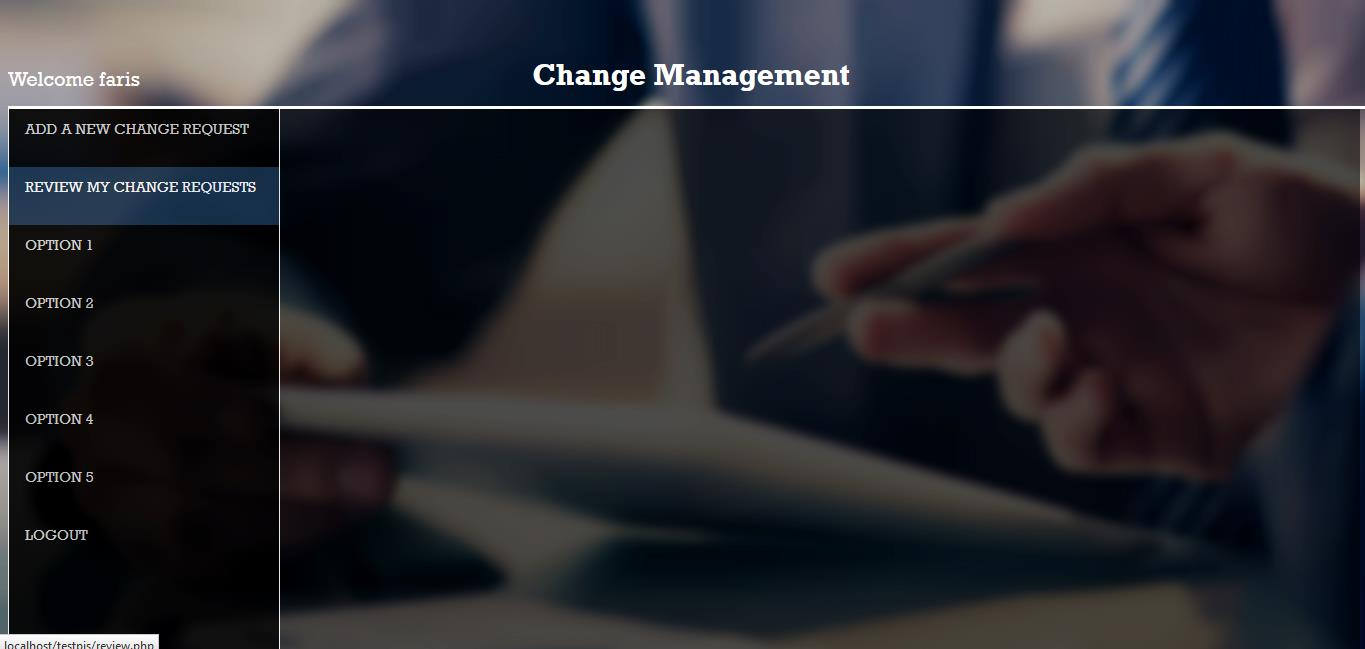 Welcome faris
Change Management
ADD A NEW CHANGE REQUEST
REVIEW MY CHANGE REQUESTS
OPTION 1
OPTION 2
OPTION 3
OPTION 4
OPTION 5
LOGOUT
localhost/testpis/review.php